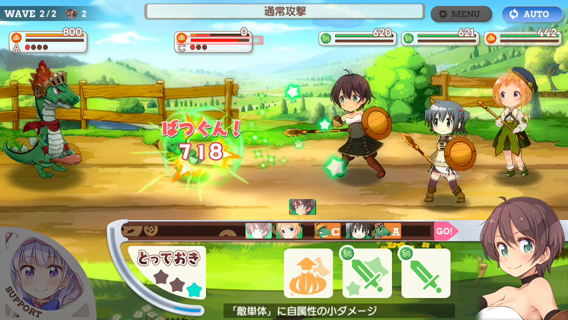 WAVE 2/2 2
通常攻撃
MENU
AUTO
800
A
0
C
620
621
442
ばつぐん!
718
C
A
GO!
とっておき
SUPPORT
「敵単体」に自属性の小ダメージ